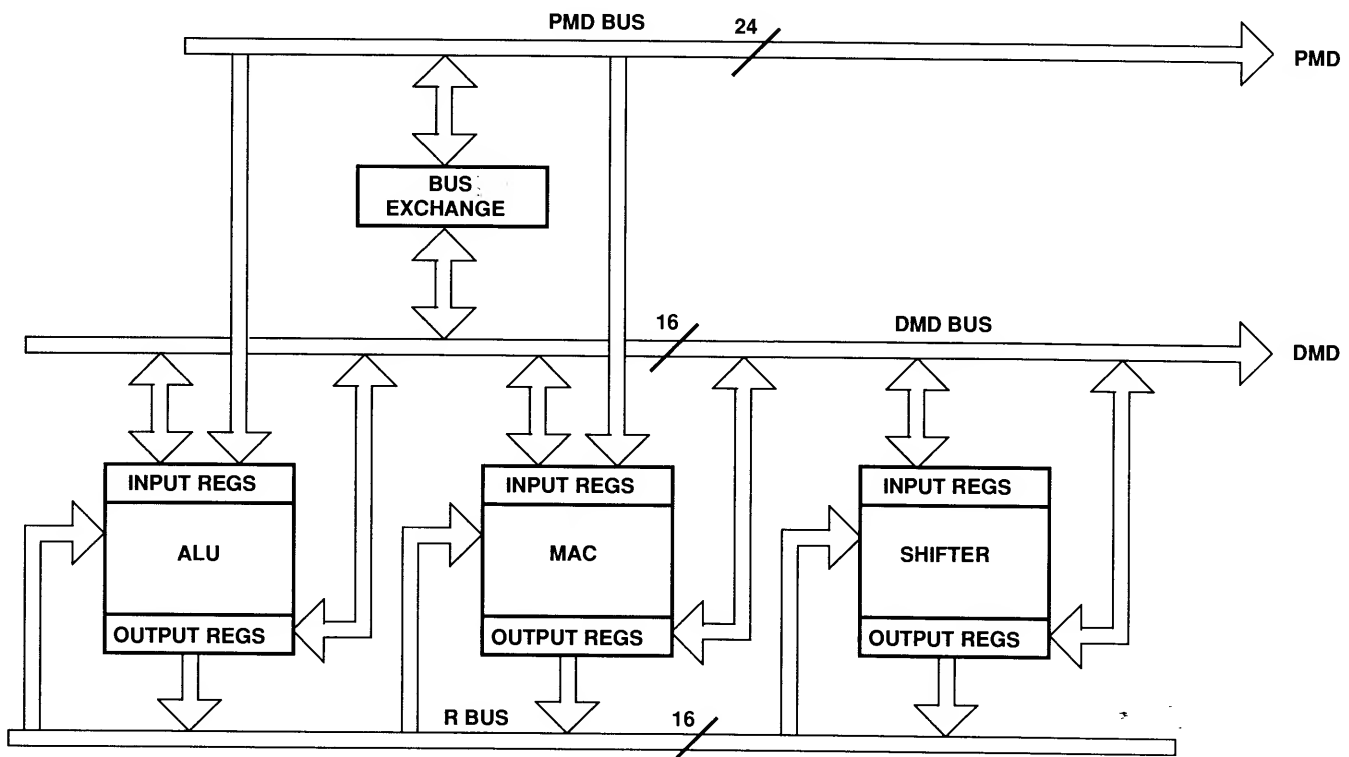 PMD BUS
24
PMD
BUS
EXCHANGE
16
DMD BUS
DMD
INPUT REGS
INPUT REGS
INPUT REGS
ALU
MAC
SHIFTER
OUTPUT REGS
OUTPUT REGS
OUTPUT REGS
R BUS
16